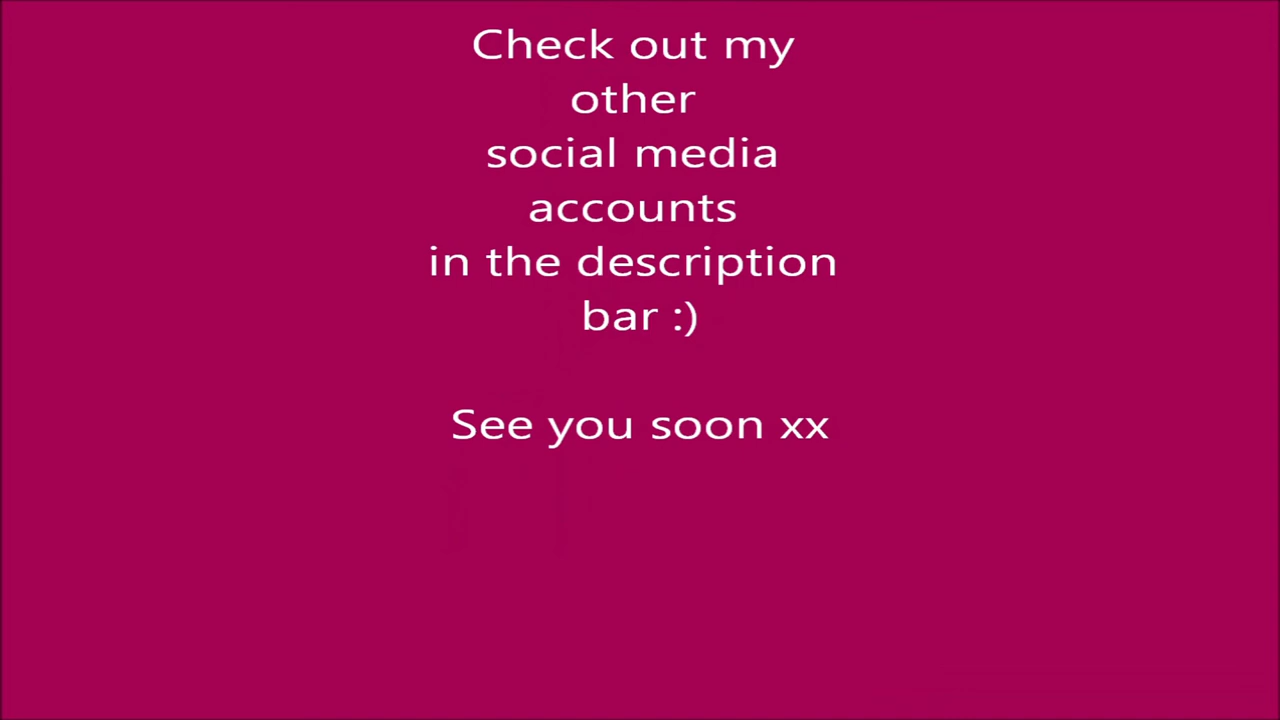 Check out my
other
social media
accounts
in the description
bar :)
See you soon xx